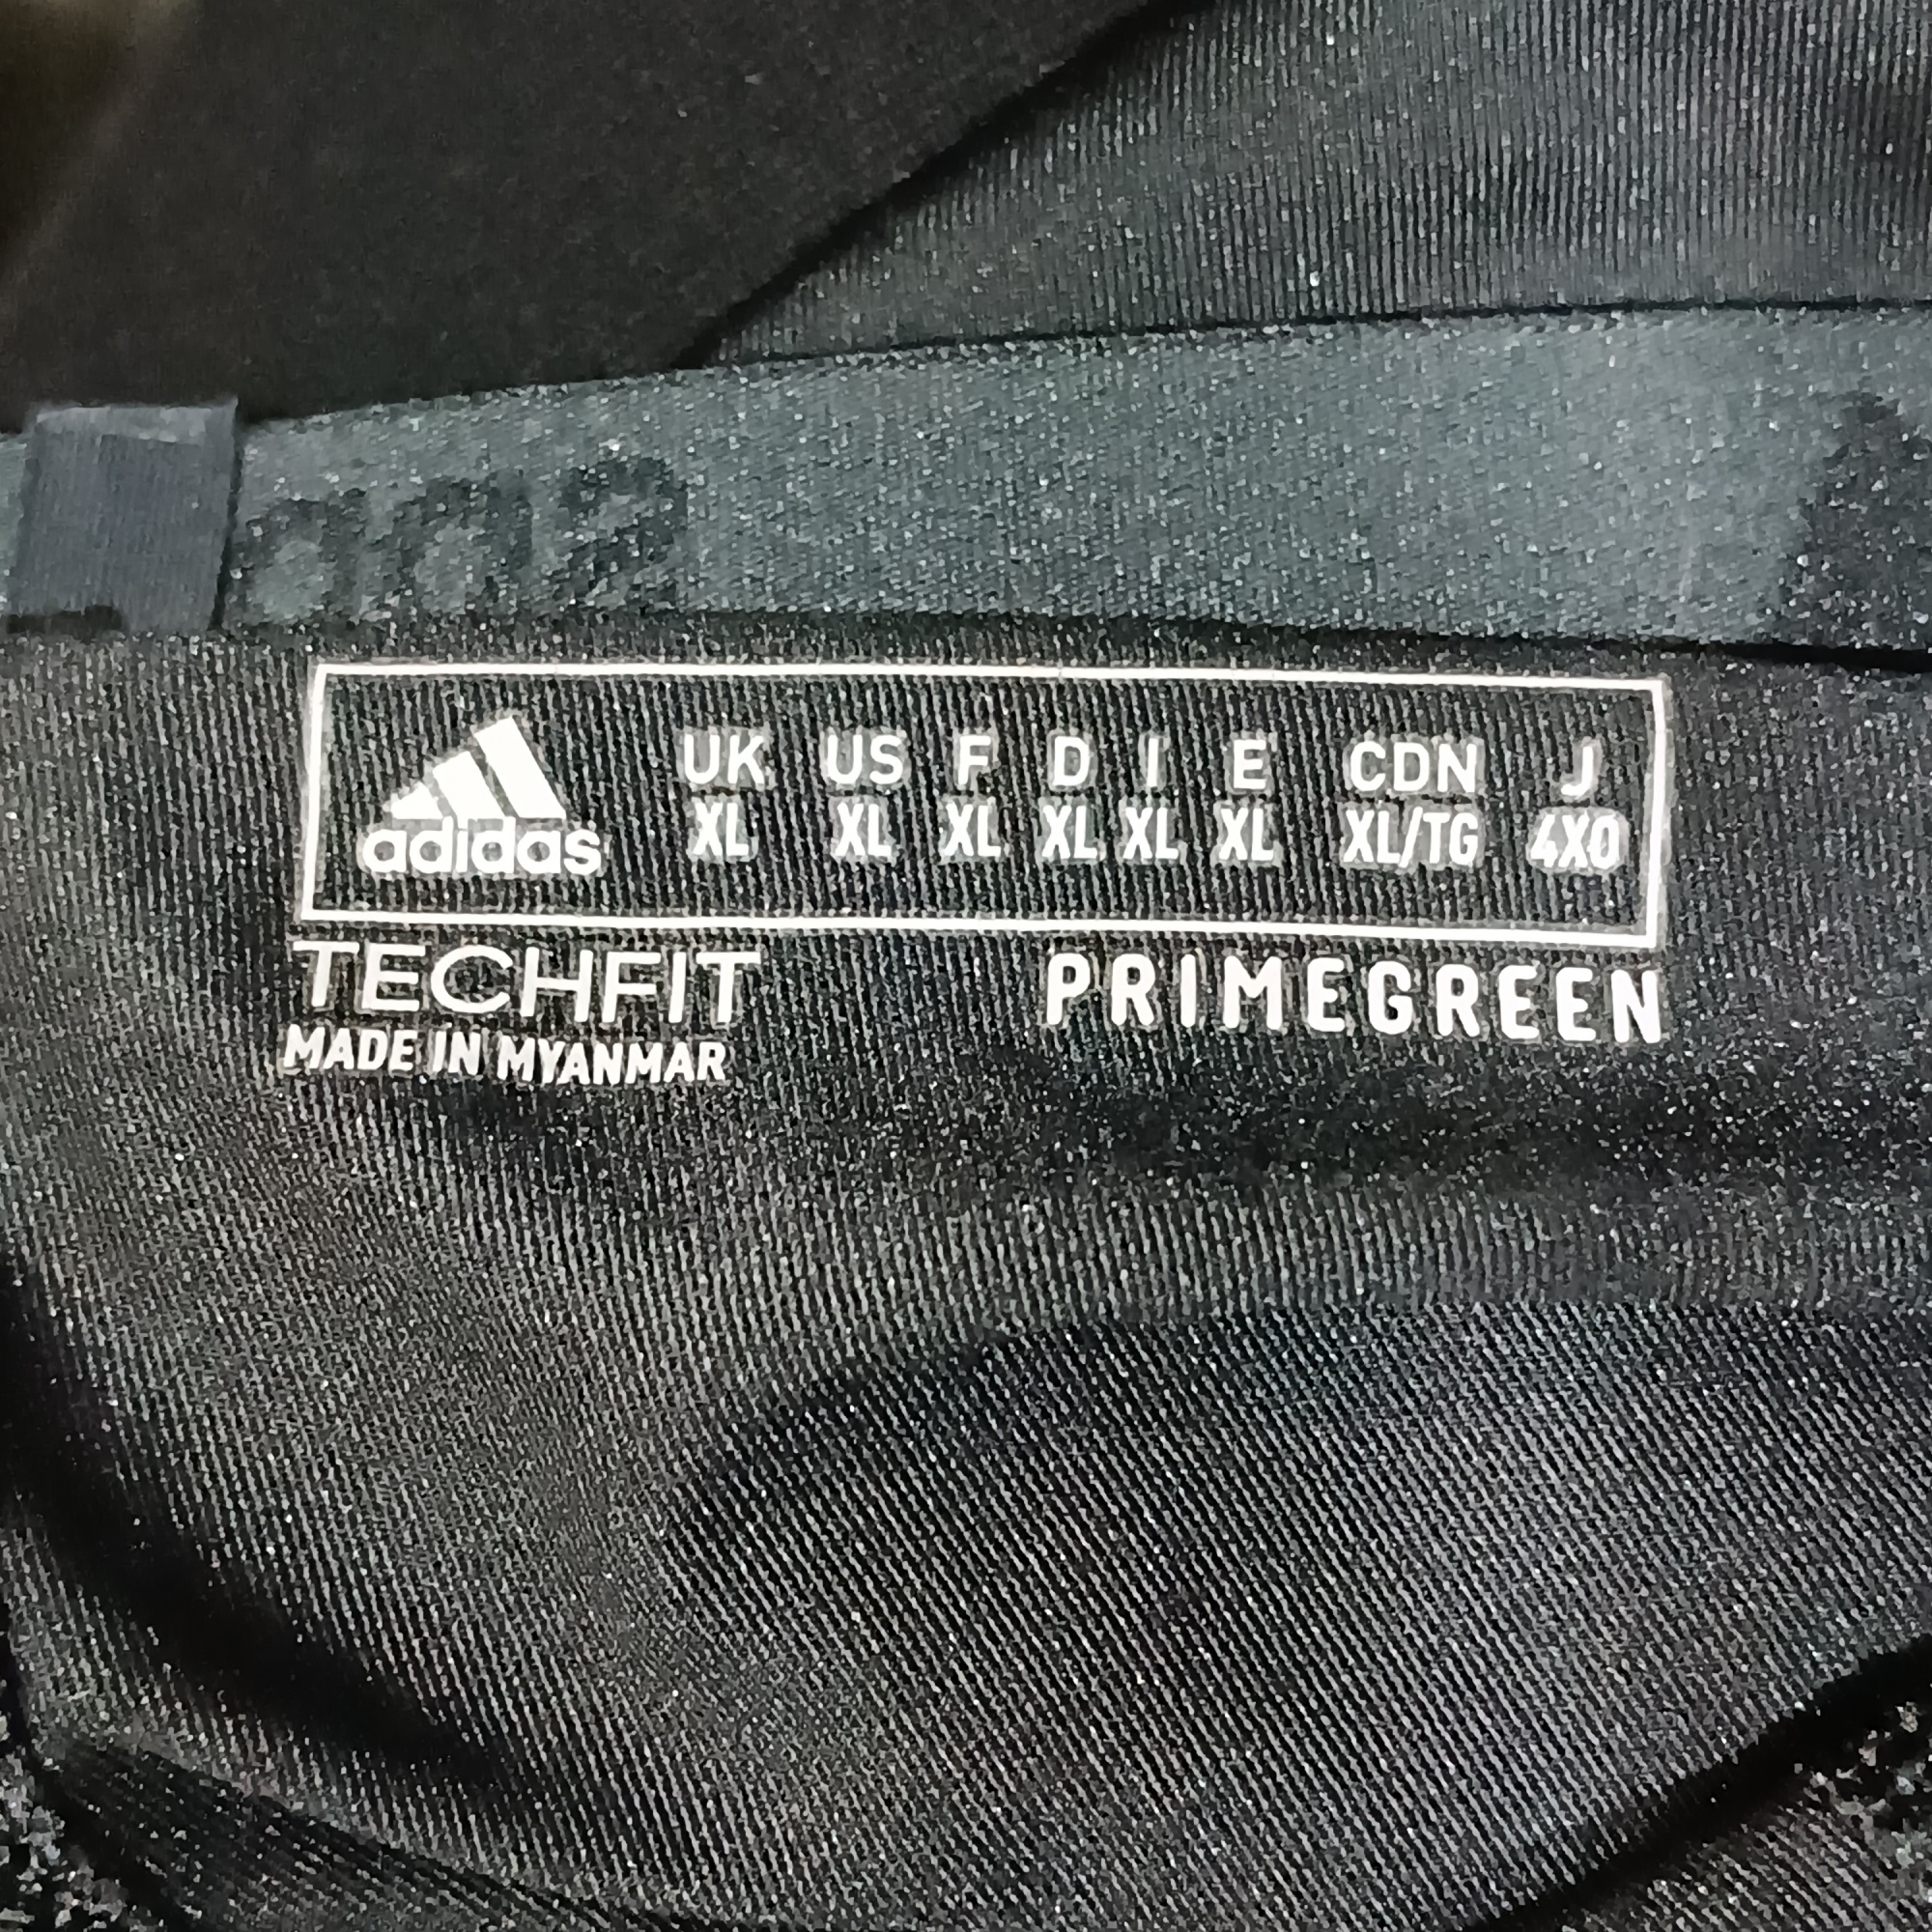 UK US F D I E CDN J
adidas XL XL XL XL XL XL XL/TG 4XO
TECHFIT PRIMEGREEN
MADE IN MYANMAR